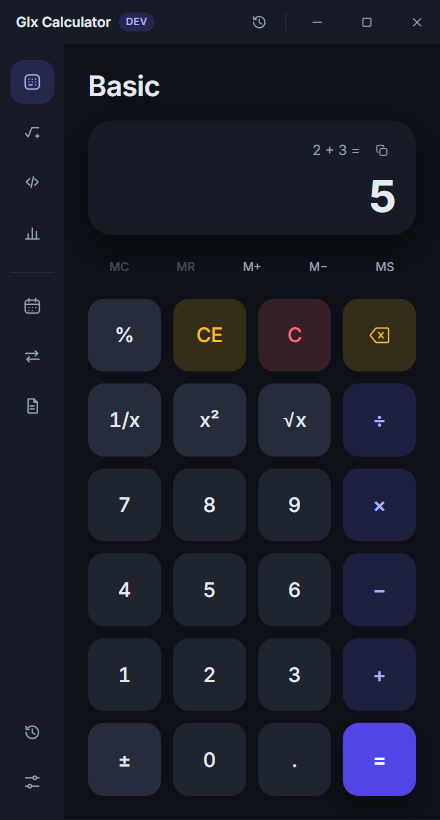 Glx Calculator DEV
Basic
2 + 3 =
5
MC MR M+ M− MS
% CE C
1/x x² √x ÷
7 8 9 ×
4 5 6 −
1 2 3 +
± 0 . =